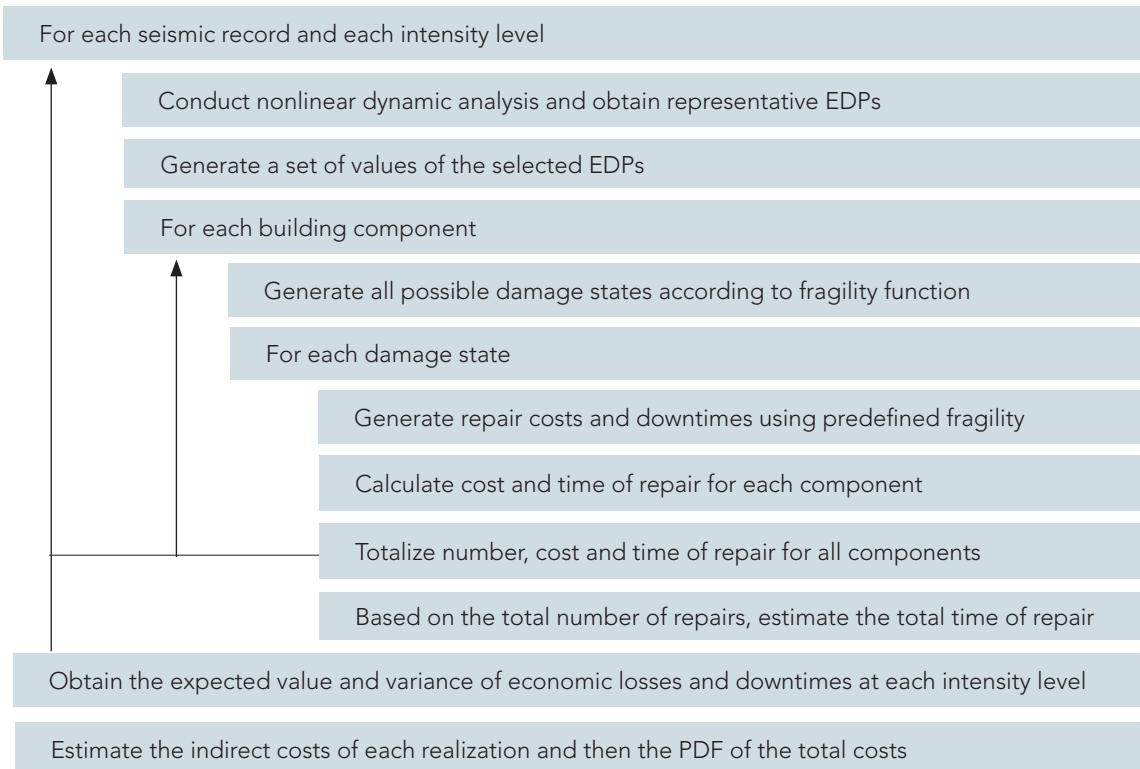 For each seismic record and each intensity level
Conduct nonlinear dynamic analysis and obtain representative EDPs
Generate a set of values of the selected EDPs
For each building component
Generate all possible damage states according to fragility function
For each damage state
Generate repair costs and downtimes using predefined fragility
Calculate cost and time of repair for each component
Totalize number, cost and time of repair for all components
Based on the total number of repairs, estimate the total time of repair
Obtain the expected value and variance of economic losses and downtimes at each intensity level
Estimate the indirect costs of each realization and then the PDF of the total costs